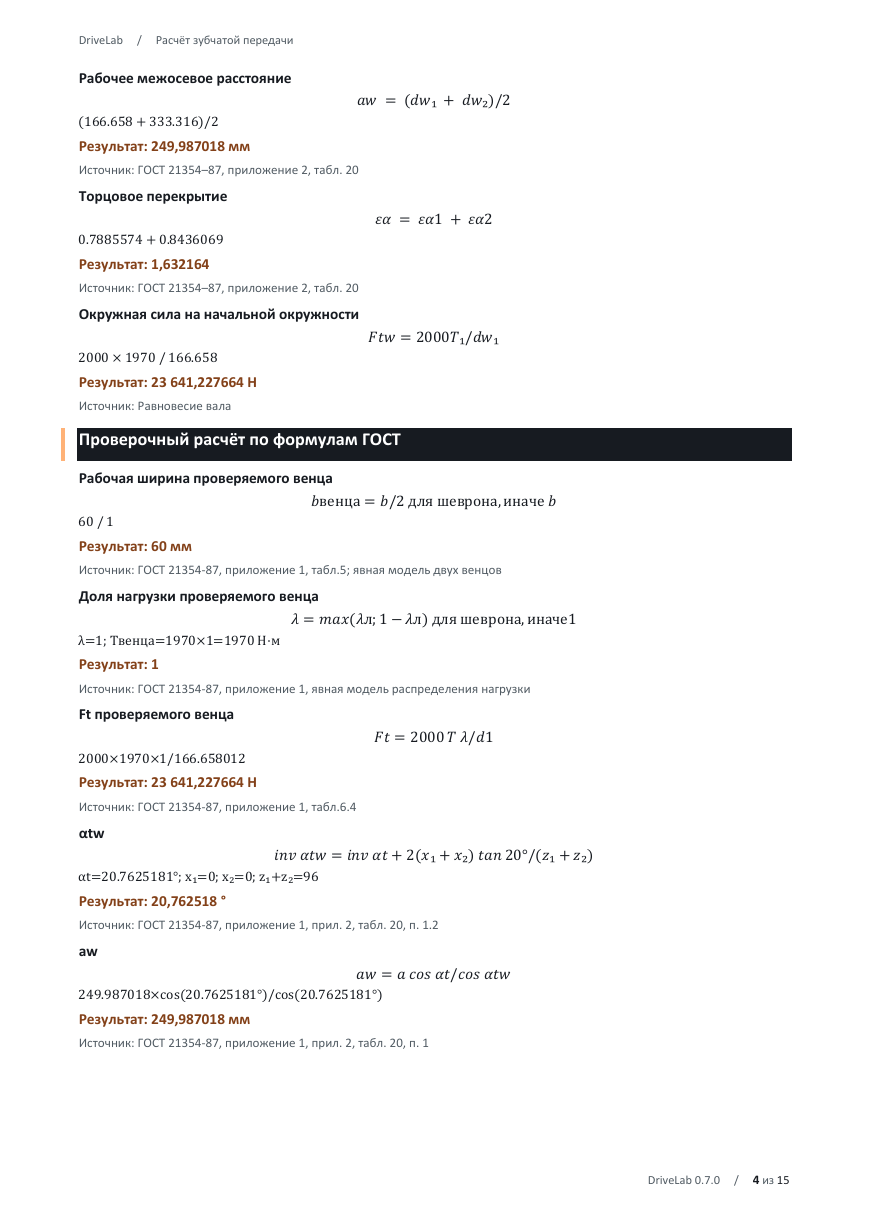 DriveLab / Расчёт зубчатой передачи
Рабочее межосевое расстояние
aw = (dw₁ + dw₂)/2
(166.658 + 333.316)/2
Результат: 249,987018 мм
Источник: ГОСТ 21354–87, приложение 2, табл. 20
Торцовое перекрытие
εα = εα1 + εα2
0.7885574 + 0.8436069
Результат: 1,632164
Источник: ГОСТ 21354–87, приложение 2, табл. 20
Окружная сила на начальной окружности
Ftw = 2000T₁/dw₁
2000 × 1970 / 166.658
Результат: 23 641,227664 Н
Источник: Равновесие вала
Проверочный расчёт по формулам ГОСТ
Рабочая ширина проверяемого венца
bвенца = b/2 для шеврона, иначе b
60 / 1
Результат: 60 мм
Источник: ГОСТ 21354-87, приложение 1, табл.5; явная модель двух венцов
Доля нагрузки проверяемого венца
λ = max(λл; 1 − λл) для шеврона, иначе1
λ=1; Tвенца=1970×1=1970 Н·м
Результат: 1
Источник: ГОСТ 21354-87, приложение 1, явная модель распределения нагрузки
Ft проверяемого венца
Ft = 2000 T λ/d1
2000×1970×1/166.658012
Результат: 23 641,227664 Н
Источник: ГОСТ 21354-87, приложение 1, табл.6.4
αtw
inv αtw = inv αt + 2(x₁ + x₂) tan 20°/(z₁ + z₂)
αt=20.7625181°; x₁=0; x₂=0; z₁+z₂=96
Результат: 20,762518 °
Источник: ГОСТ 21354-87, приложение 1, прил. 2, табл. 20, п. 1.2
aw
aw = a cos αt/cos αtw
249.987018×cos(20.7625181°)/cos(20.7625181°)
Результат: 249,987018 мм
Источник: ГОСТ 21354-87, приложение 1, прил. 2, табл. 20, п. 1
DriveLab 0.7.0 / 4 из 15